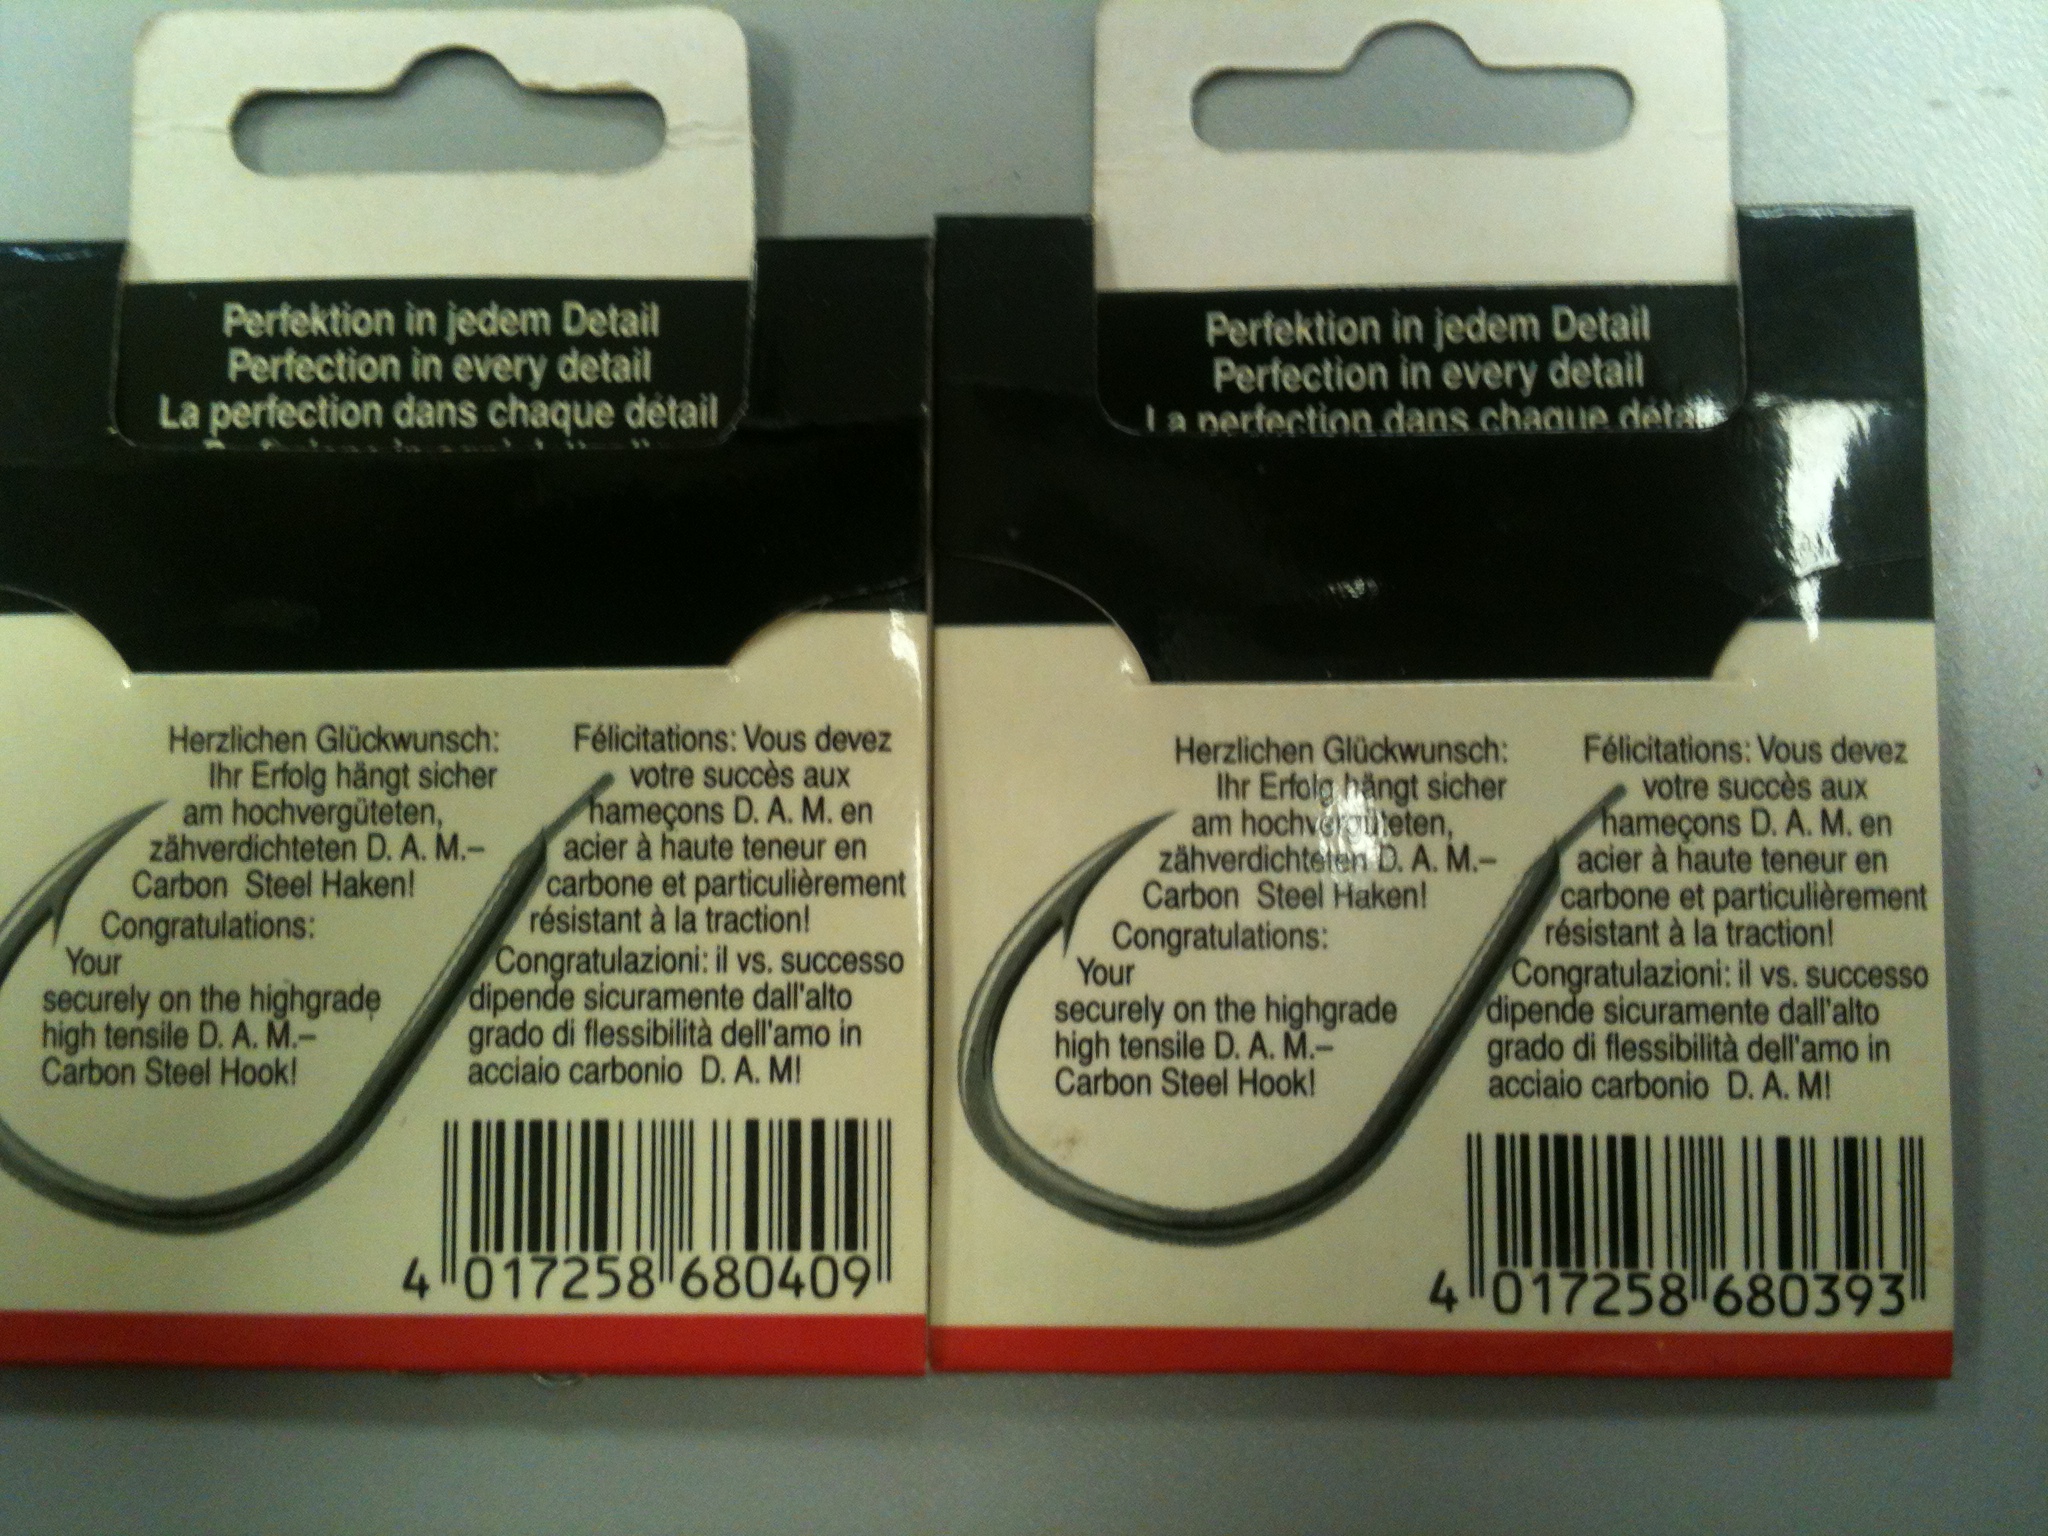 Perfektion in jedem Detail
Perfection in every detail
La perfection dans chaque détail
Herzlichen Glückwunsch:
Ihr Erfolg hängt sicher
am hochvergüteten,
zähverdichteten D. A. M.–
Carbon Steel Haken!
Congratulations:
Your
securely on the highgrade
high tensile D. A. M.–
Carbon Steel Hook!
Félicitations: Vous devez
votre succès aux
hameçons D. A. M. en
acier à haute teneur en
carbone et particulièrement
résistant à la traction!
Congratulazioni: il vs. successo
dipende sicuramente dall'alto
grado di flessibilità dell'amo in
acciaio carbonio D. A. M!
4 017258 680409
Perfektion in jedem Detail
Perfection in every detail
La perfection dans chaque détail
Herzlichen Glückwunsch:
Ihr Erfolg hängt sicher
am hochvergüteten,
zähverdichteten D. A. M.–
Carbon Steel Haken!
Congratulations:
Your
securely on the highgrade
high tensile D. A. M.–
Carbon Steel Hook!
Félicitations: Vous devez
votre succès aux
hameçons D. A. M. en
acier à haute teneur en
carbone et particulièrement
résistant à la traction!
Congratulazioni: il vs. successo
dipende sicuramente dall'alto
grado di flessibilità dell'amo in
acciaio carbonio D. A. M!
4 017258 680393